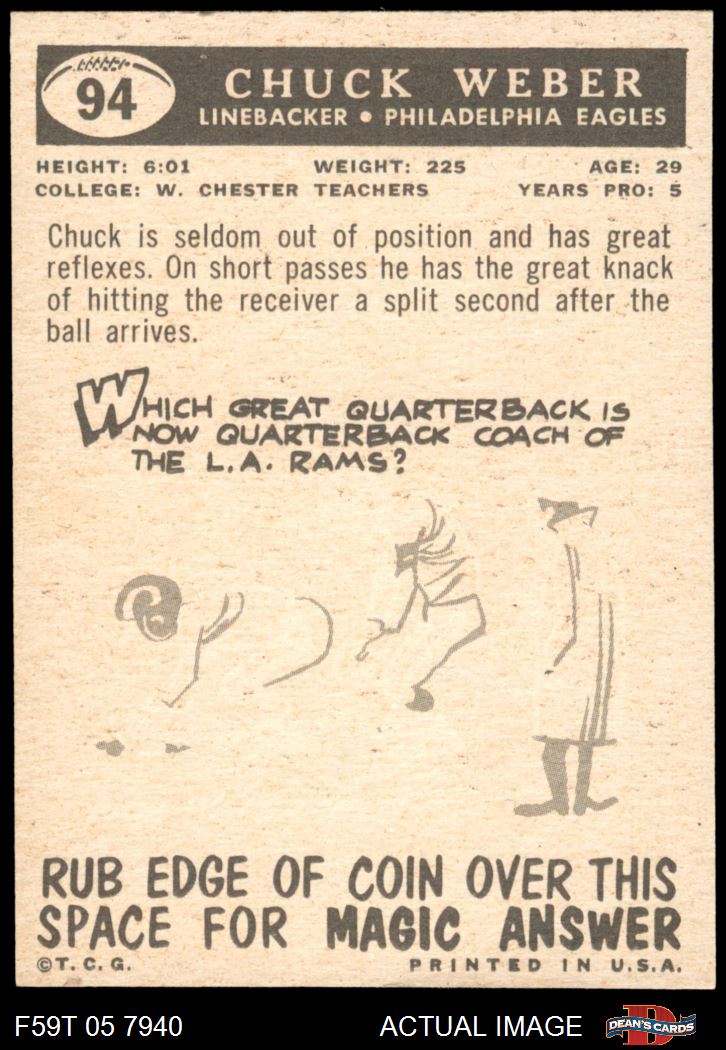 94
CHUCK WEBER
LINEBACKER • PHILADELPHIA EAGLES
HEIGHT: 6:01 WEIGHT: 225 AGE: 29
COLLEGE: W. CHESTER TEACHERS YEARS PRO: 5
Chuck is seldom out of position and has great
reflexes. On short passes he has the great knack
of hitting the receiver a split second after the
ball arrives.
WHICH GREAT QUARTERBACK IS
NOW QUARTERBACK COACH OF
THE L.A. RAMS?
RUB EDGE OF COIN OVER THIS
SPACE FOR MAGIC ANSWER
©T.C.G. PRINTED IN U.S.A.
F59T 05 7940 ACTUAL IMAGE D DEAN'S CARDS